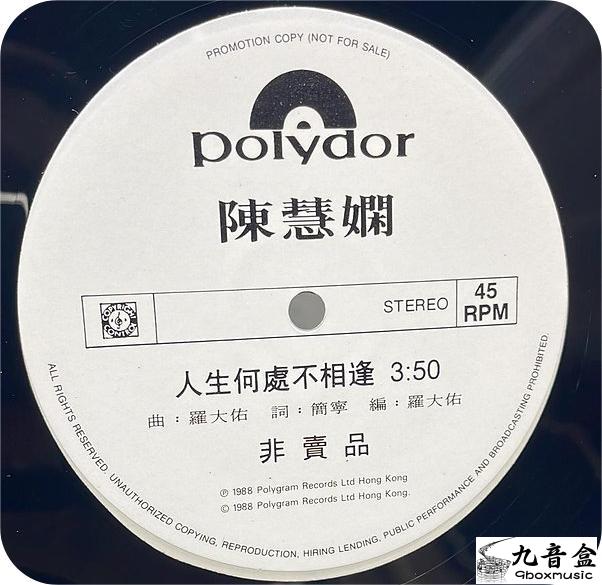 PROMOTION COPY (NOT FOR SALE)
polydor
陳慧嫻
COPYRIGHT CONTROL
STEREO
45
RPM
人生何處不相逢 3:50
曲：羅大佑 詞：簡寧 編：羅大佑
非賣品
Ⓟ 1988 Polygram Records Ltd Hong Kong
© 1988 Polygram Records Ltd Hong Kong.
ALL RIGHTS RESERVED. UNAUTHORIZED COPYING, REPRODUCTION, HIRING LENDING, PUBLIC PERFORMANCE AND BROADCASTING PROHIBITED.
九音盒
9boxmusic